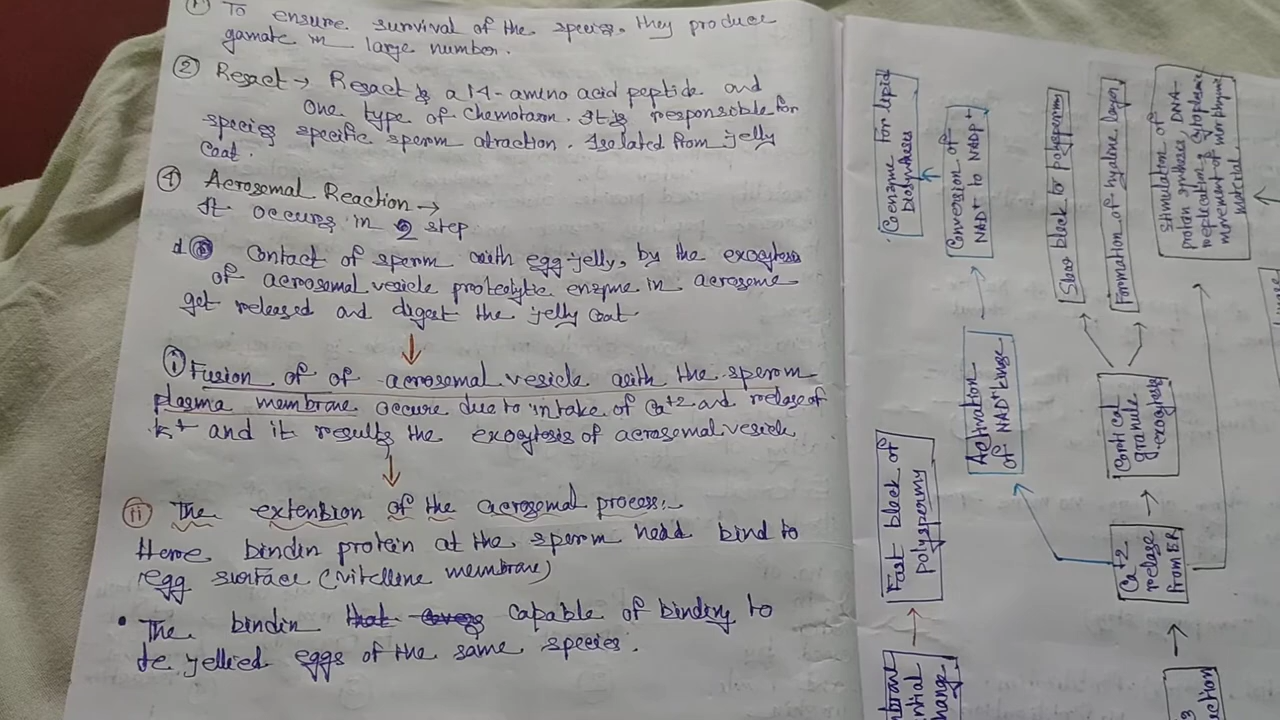 ① To ensure survival of the species, they produce
gamate in large number.
② Resact → Resact is a 14-amino acid peptide and
one type of chemotaxn. It is responsible for
species specific sperm atraction. Isolated from jelly
coat.
④ Acrosomal Reaction →
It occurs in 2 step
Contact of sperm with egg jelly, by the exocytosis
of acrosomal vesicle proteolytic enzyme in acrosome
get released and digest the jelly coat
↓
ⓘ Fusion of of acrosomal vesicle with the sperm
plasma membrane occure due to intake of Ca+2 and reclase of
K+ and it results the exocytosis of acrosomal vesicle
↓
ii The extension of the acrosomal process:
Here bindin protein at the sperm head bind to
egg surface (vitelline membrane)
• The bindin capable of binding to
de jellied eggs of the same species.
Coenzyme for lipid
biosynthesis
Conversion of
NAD+ to NADP+
Activation
of NAD+ kinase
Fast block of
polyspermy
change
Slow block to polyspermy
Formation of hyaline layer
Cortical
granule
exocytosis
Ca+2
relase
from ER
Stimulation of
protein synthesis, DNA
replication, cytoplasmic
movement of morphogenic
material.